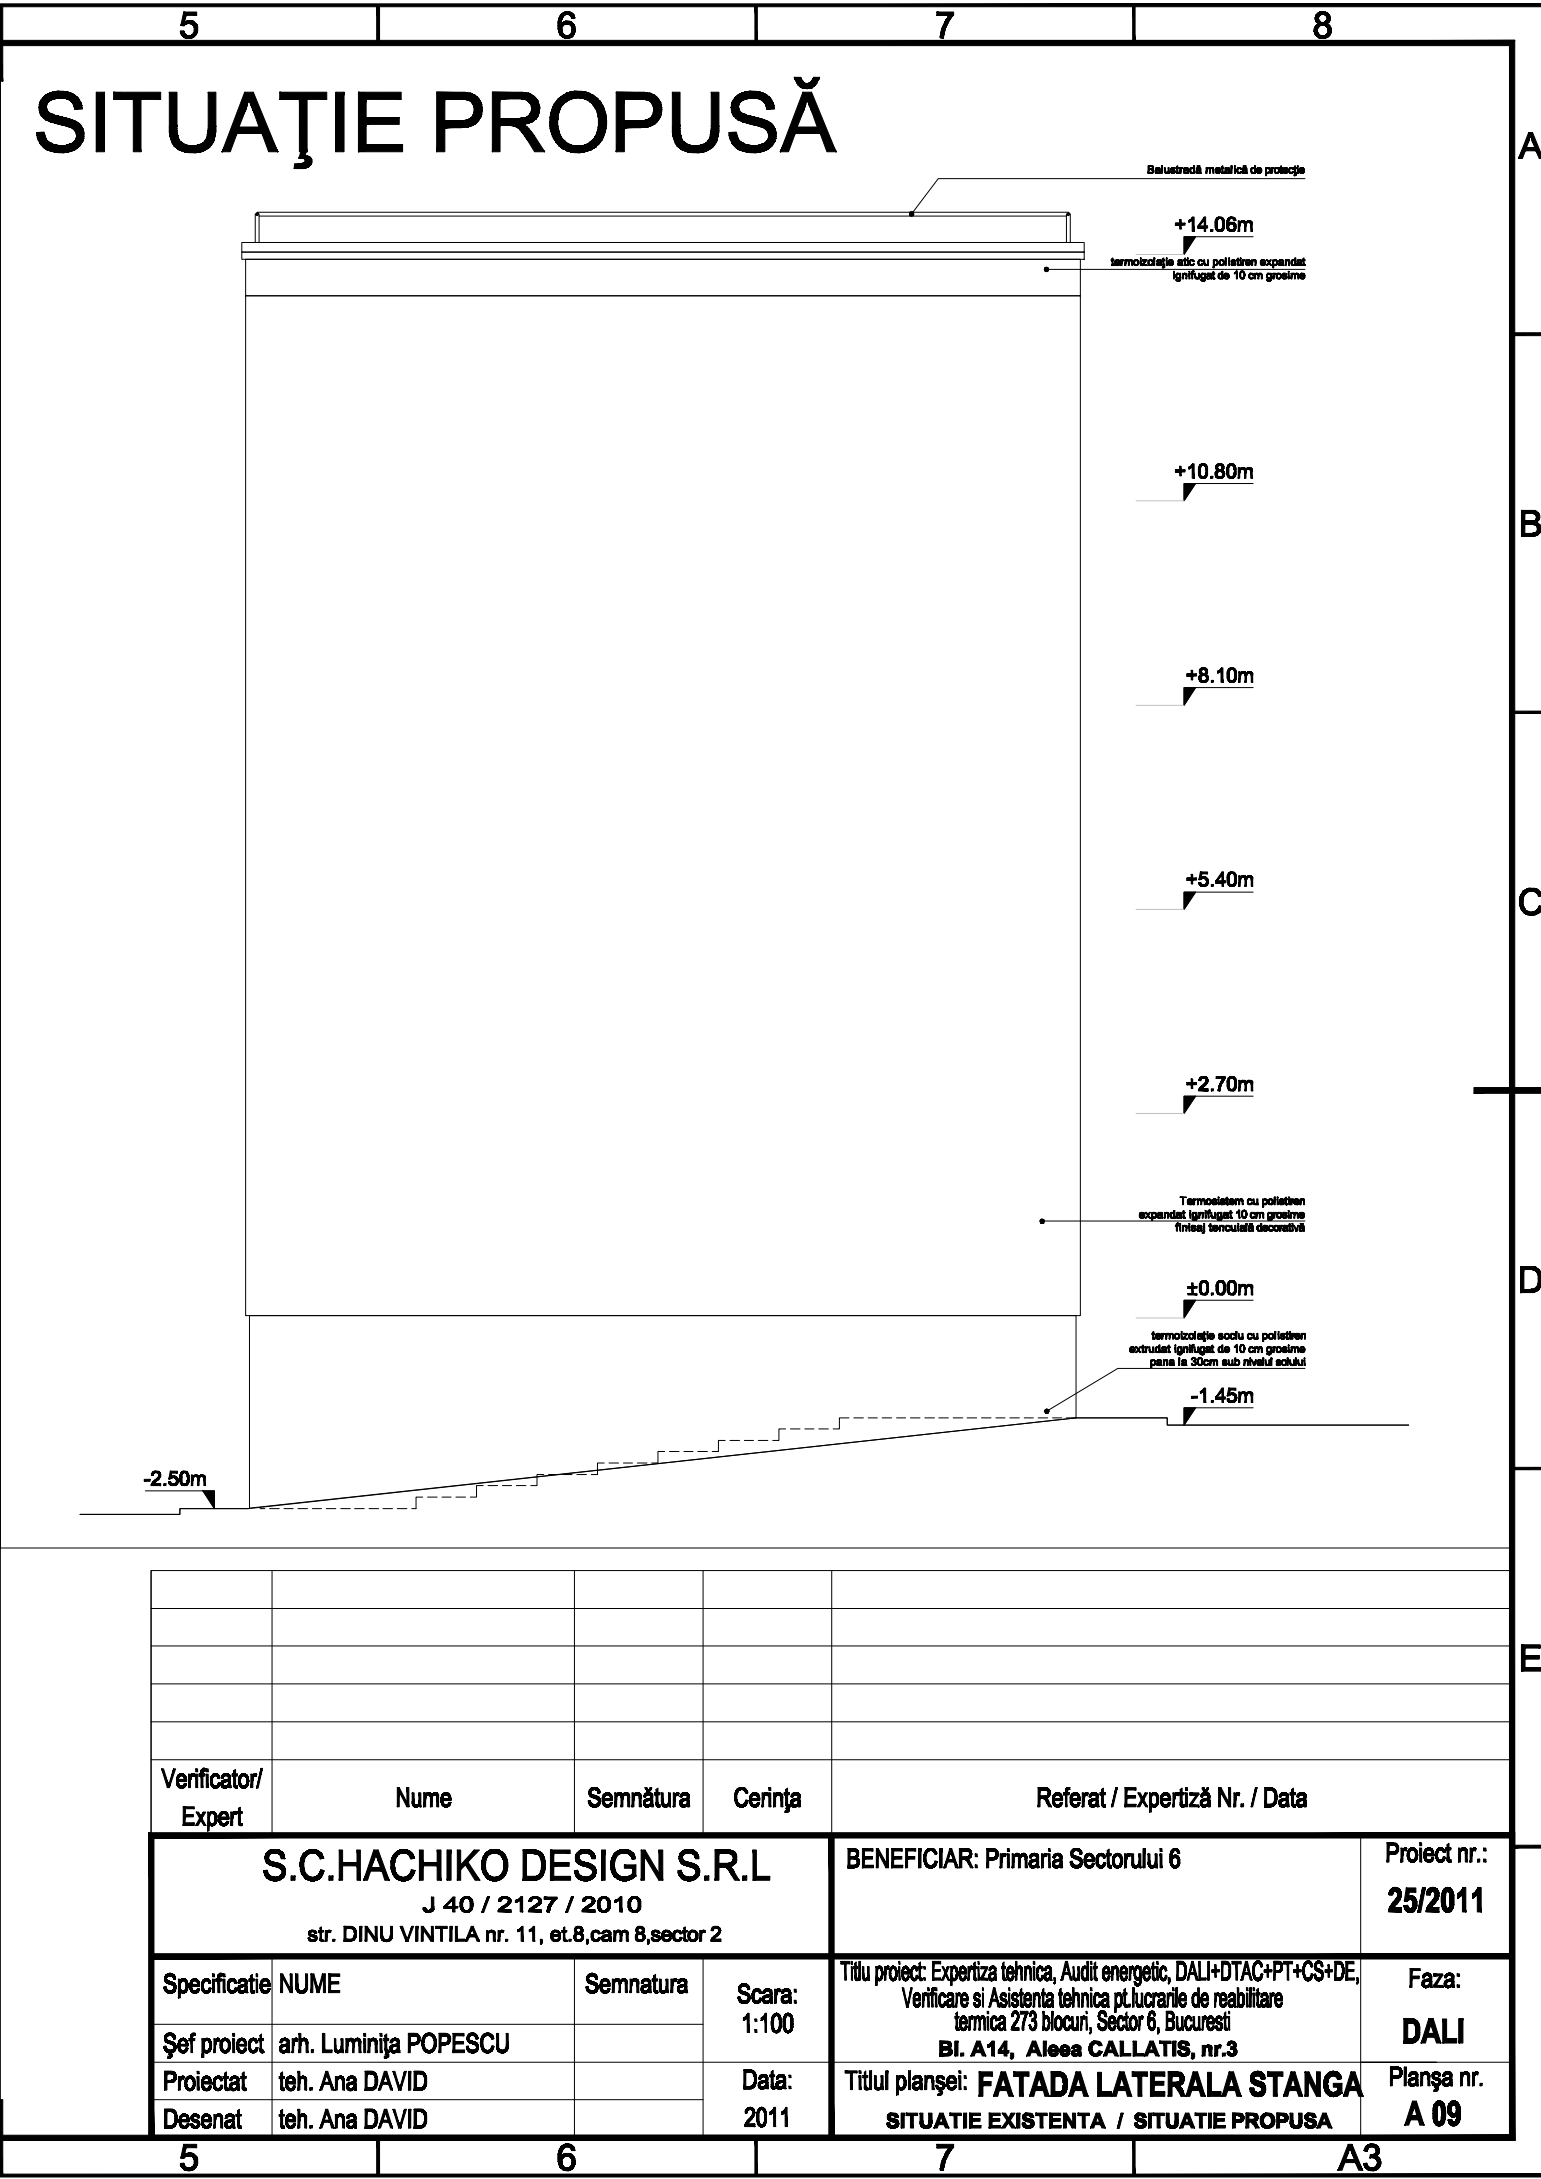 5 6 7 8
SITUAŢIE PROPUSĂ
A
Balustradă metalică de protecţie
+14.06m
termoizolaţie atic cu polistiren expandat
ignifugat de 10 cm grosime
+10.80m
B
+8.10m
+5.40m
C
+2.70m
Termosistem cu polistiren
expandat ignifugat 10 cm grosime
finisaj tencuială decorativă
D
±0.00m
termoizolaţie soclu cu polistiren
extrudat ignifugat de 10 cm grosime
pana la 30cm sub nivelul solului
-1.45m
-2.50m
E
Verificator/
Expert
Nume
Semnătura
Cerinţa
Referat / Expertiză Nr. / Data
S.C.HACHIKO DESIGN S.R.L
J 40 / 2127 / 2010
str. DINU VINTILA nr. 11, et.8,cam 8,sector 2
BENEFICIAR: Primaria Sectorului 6
Proiect nr.:
25/2011
Specificatie NUME Semnatura
Scara:
1:100
Titlu proiect: Expertiza tehnica, Audit energetic, DALI+DTAC+PT+CS+DE,
Verificare si Asistenta tehnica pt.lucrarile de reabilitare
termica 273 blocuri, Sector 6, Bucuresti
Bl. A14, Aleea CALLATIS, nr.3
Faza:
DALI
Şef proiect arh. Luminiţa POPESCU
Proiectat teh. Ana DAVID
Desenat teh. Ana DAVID
Data:
2011
Titlul planşei: FATADA LATERALA STANGA
SITUATIE EXISTENTA / SITUATIE PROPUSA
Planşa nr.
A 09
5 6 7 A3